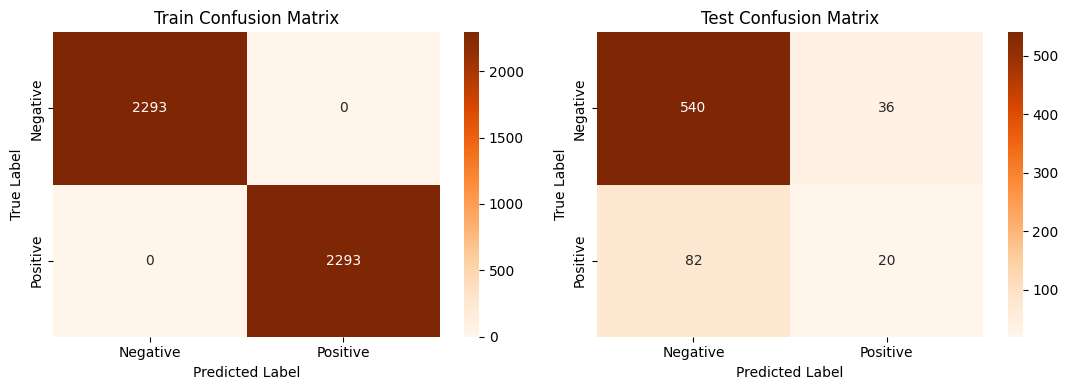 Train Confusion Matrix
True Label
Negative
Positive
2293
0
0
2293
Negative
Positive
Predicted Label
2000
1500
1000
500
0
Test Confusion Matrix
True Label
Negative
Positive
540
36
82
20
Negative
Positive
Predicted Label
500
400
300
200
100